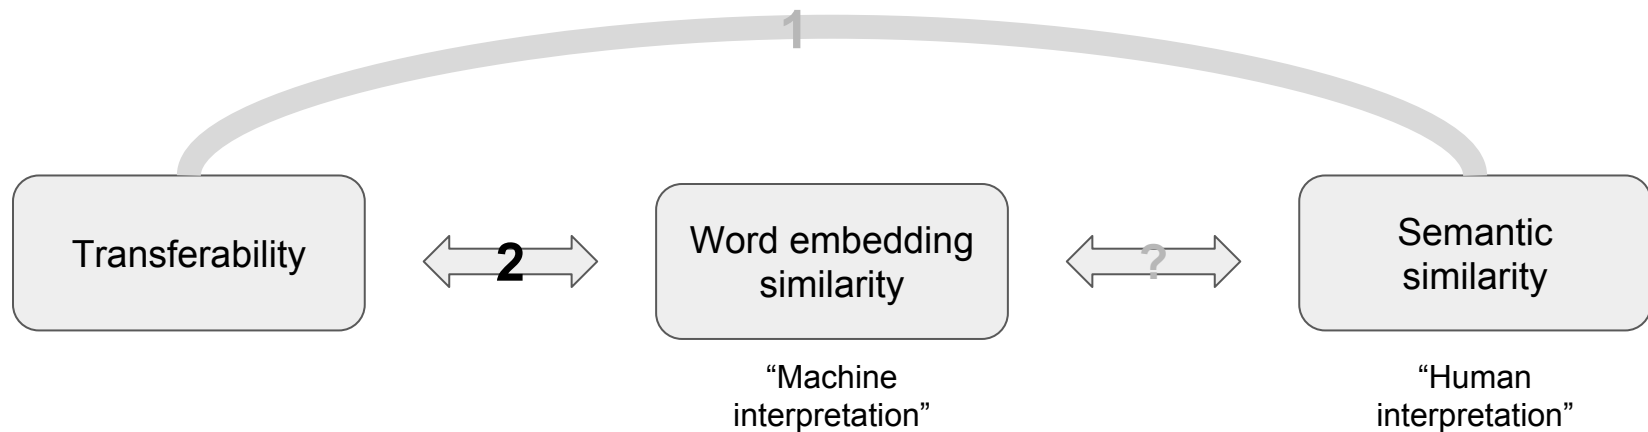 1
Transferability
2
Word embedding
similarity
?
Semantic
similarity
“Machine
interpretation”
“Human
interpretation”